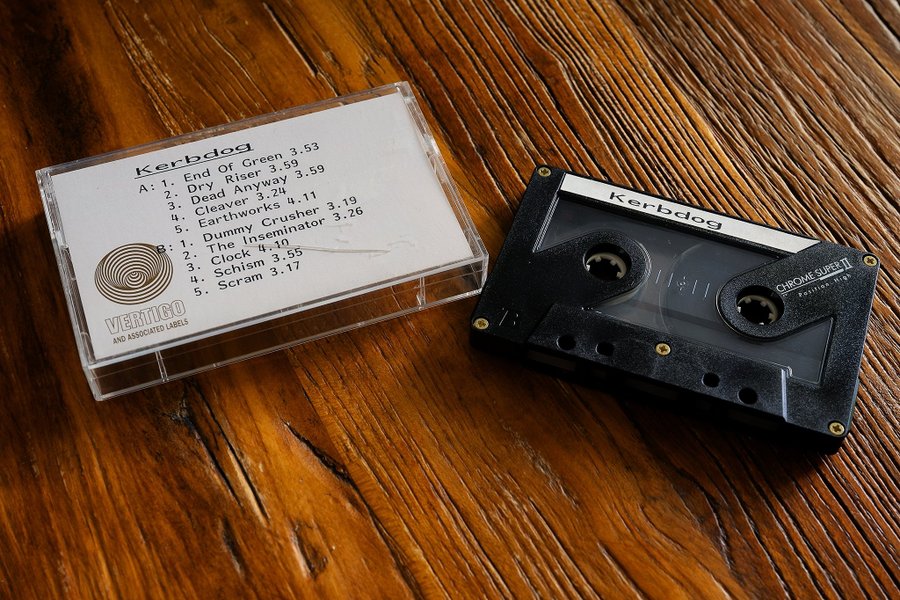 Kerbdog
A: 1. End Of Green 3.53
2. Dry Riser 3.59
3. Dead Anyway 3.59
4. Cleaver 3.24
5. Earthworks 4.11
B: 1. Dummy Crusher 3.19
2. The Inseminator 3.26
3. Clock 4.10
4. Schism 3.55
5. Scram 3.17
VERTIGO
AND ASSOCIATED LABELS
Kerbdog
CHROME SUPER II
Position High
B